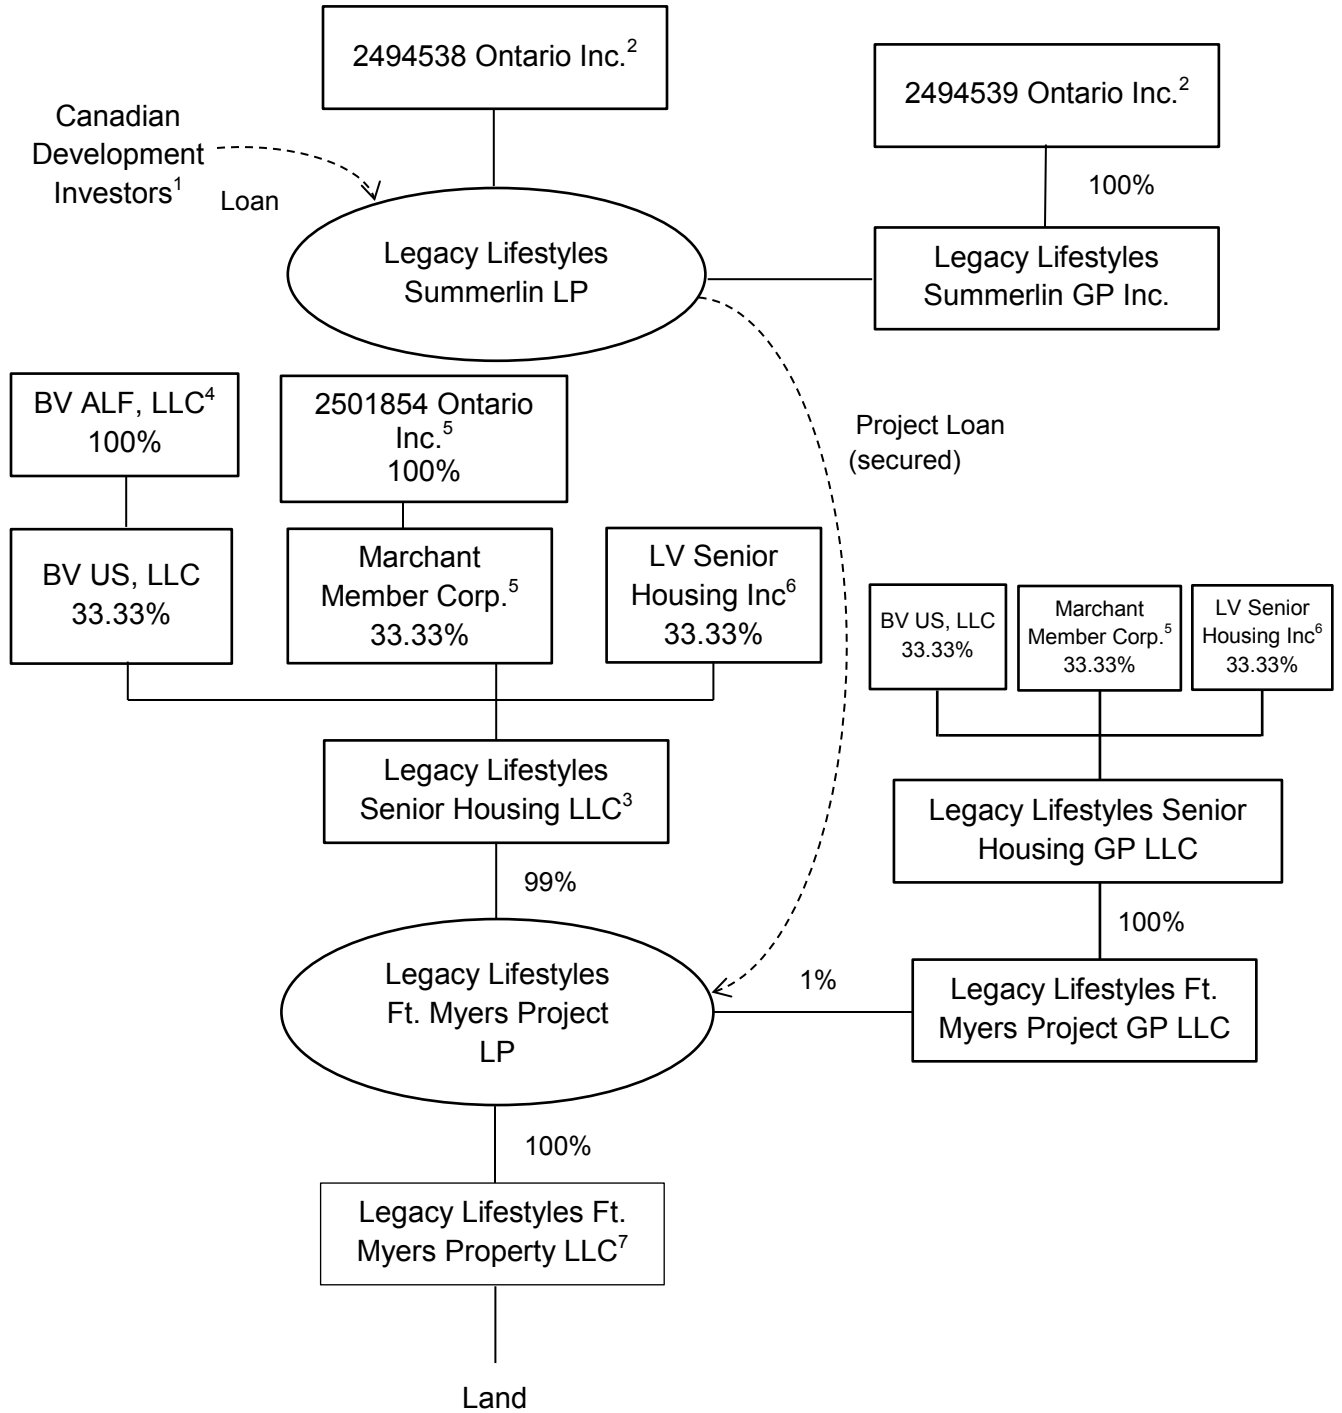 2494538 Ontario Inc.2
2494539 Ontario Inc.2
Canadian
Development
Investors1
Loan
100%
Legacy Lifestyles
Summerlin LP
Legacy Lifestyles
Summerlin GP Inc.
BV ALF, LLC4
100%
2501854 Ontario
Inc.5
100%
Project Loan
(secured)
BV US, LLC
33.33%
Marchant
Member Corp.5
33.33%
LV Senior
Housing Inc6
33.33%
BV US, LLC
33.33%
Marchant
Member Corp.5
33.33%
LV Senior
Housing Inc6
33.33%
Legacy Lifestyles
Senior Housing LLC3
Legacy Lifestyles Senior
Housing GP LLC
99%
100%
Legacy Lifestyles
Ft. Myers Project
LP
1%
Legacy Lifestyles Ft.
Myers Project GP LLC
100%
Legacy Lifestyles Ft.
Myers Property LLC7
Land